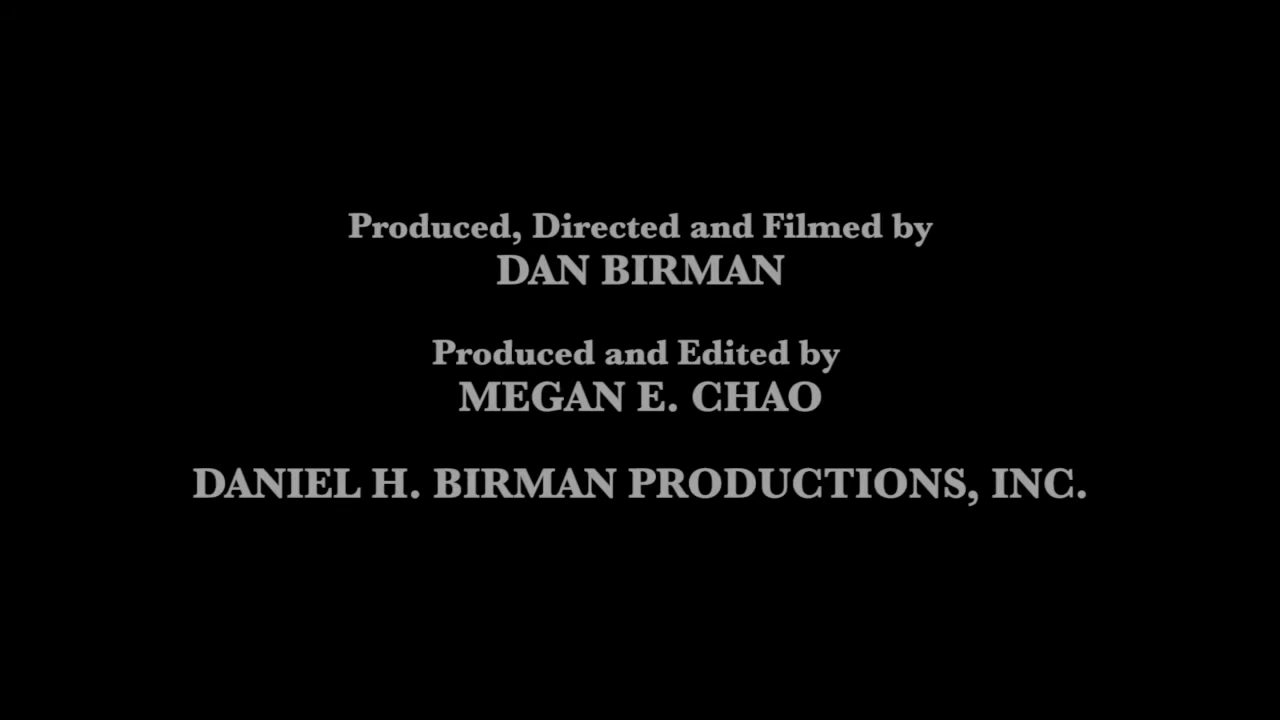 Produced, Directed and Filmed by
DAN BIRMAN
Produced and Edited by
MEGAN E. CHAO
DANIEL H. BIRMAN PRODUCTIONS, INC.